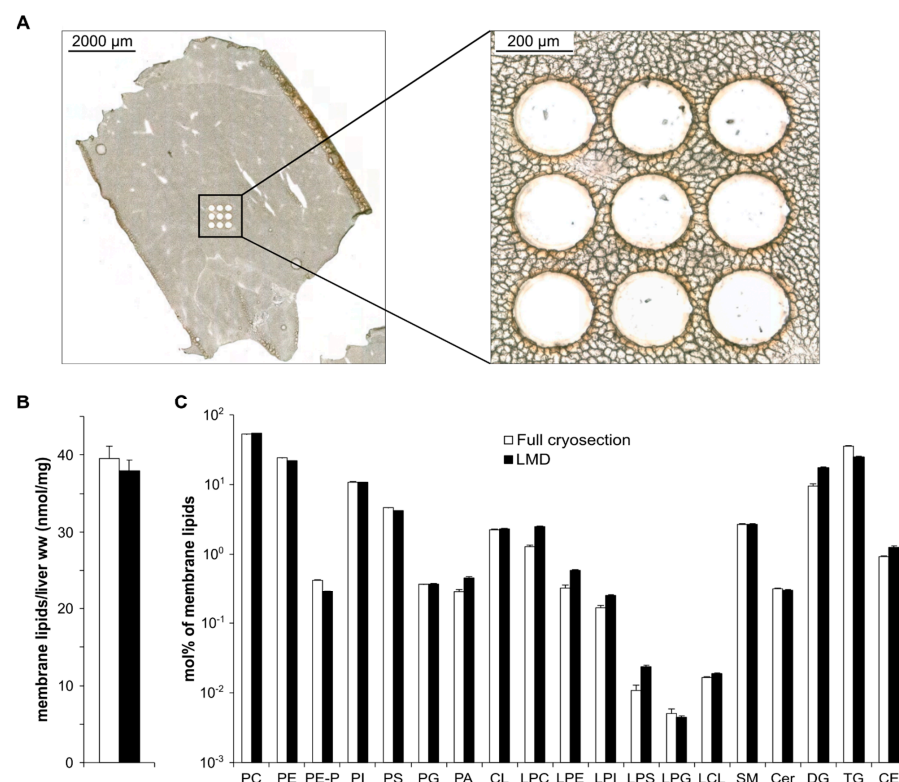 A
2000 µm
200 µm
B
C
membrane lipids/liver ww (nmol/mg)
40
30
20
10
0
mol% of membrane lipids
10²
10¹
10⁰
10⁻¹
10⁻²
10⁻³
Full cryosection
LMD
PC PE PE-P PI PS PG PA CL LPC LPE LPI LPS LPG LCL SM Cer DG TG CE